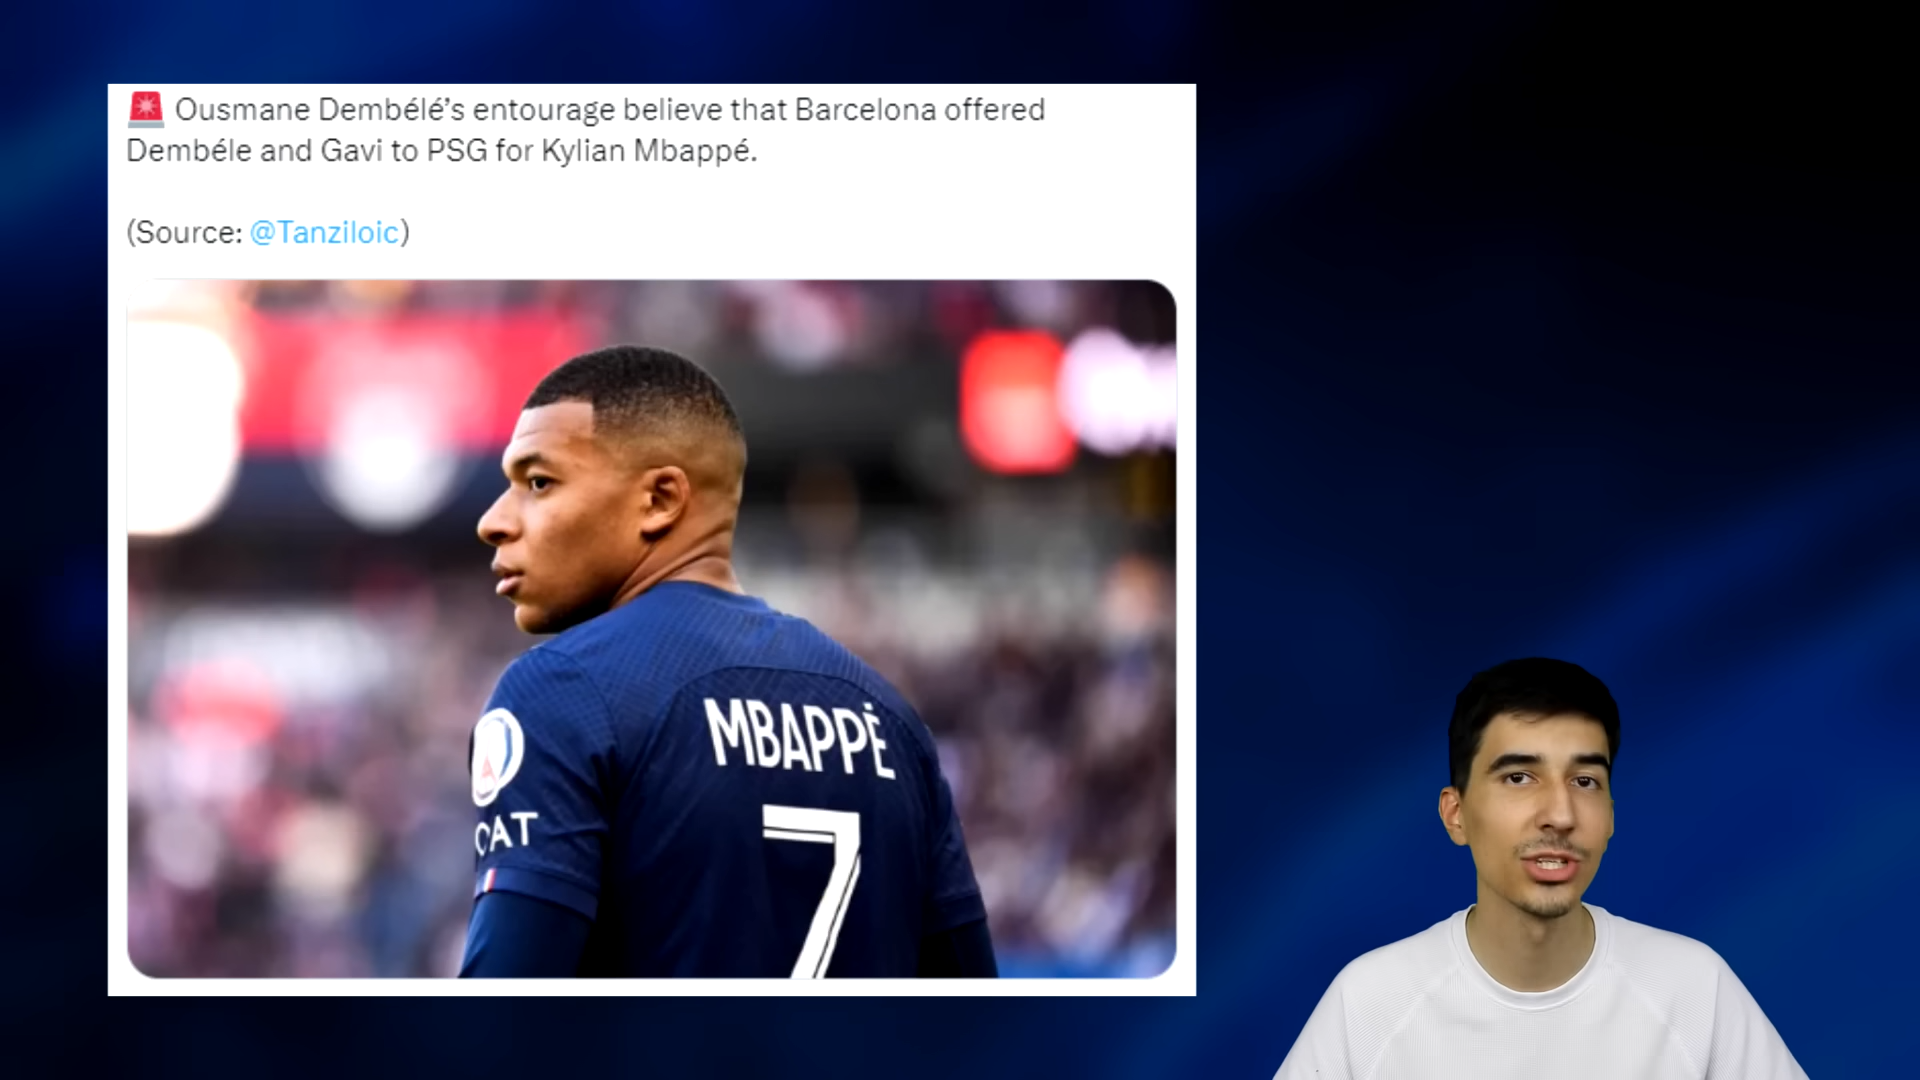 🚨 Ousmane Dembélé’s entourage believe that Barcelona offered
Dembéle and Gavi to PSG for Kylian Mbappé.
(Source: @Tanziloic)
MBAPPÉ
7
CAT